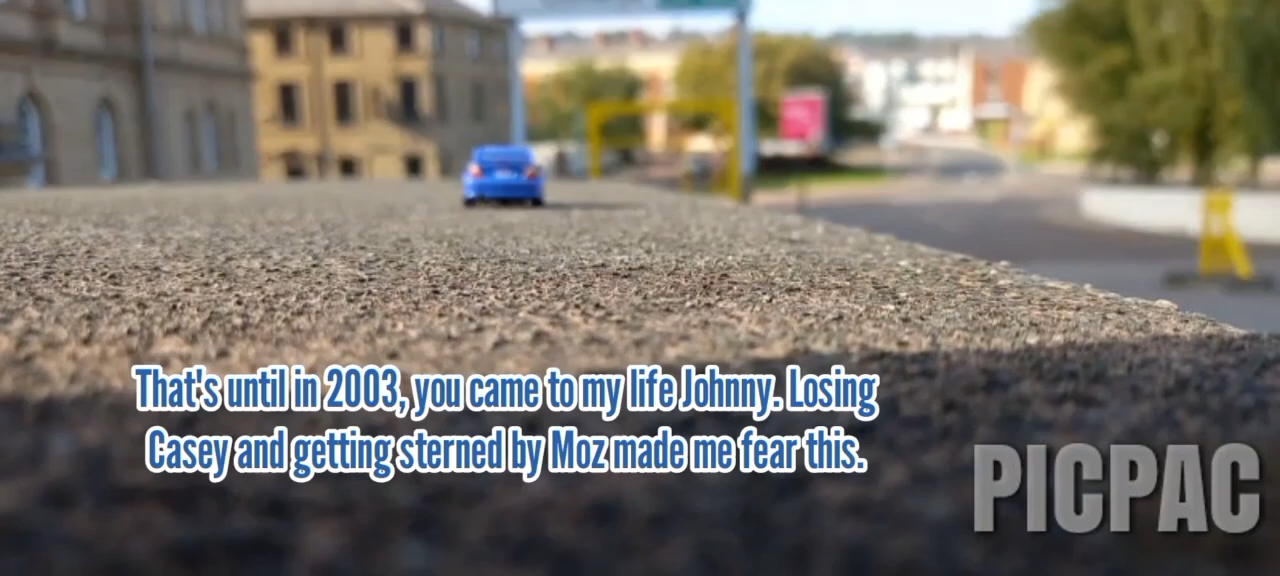 That's until in 2003, you came to my life Johnny. Losing
Casey and getting sterned by Moz made me fear this.
PICPAC